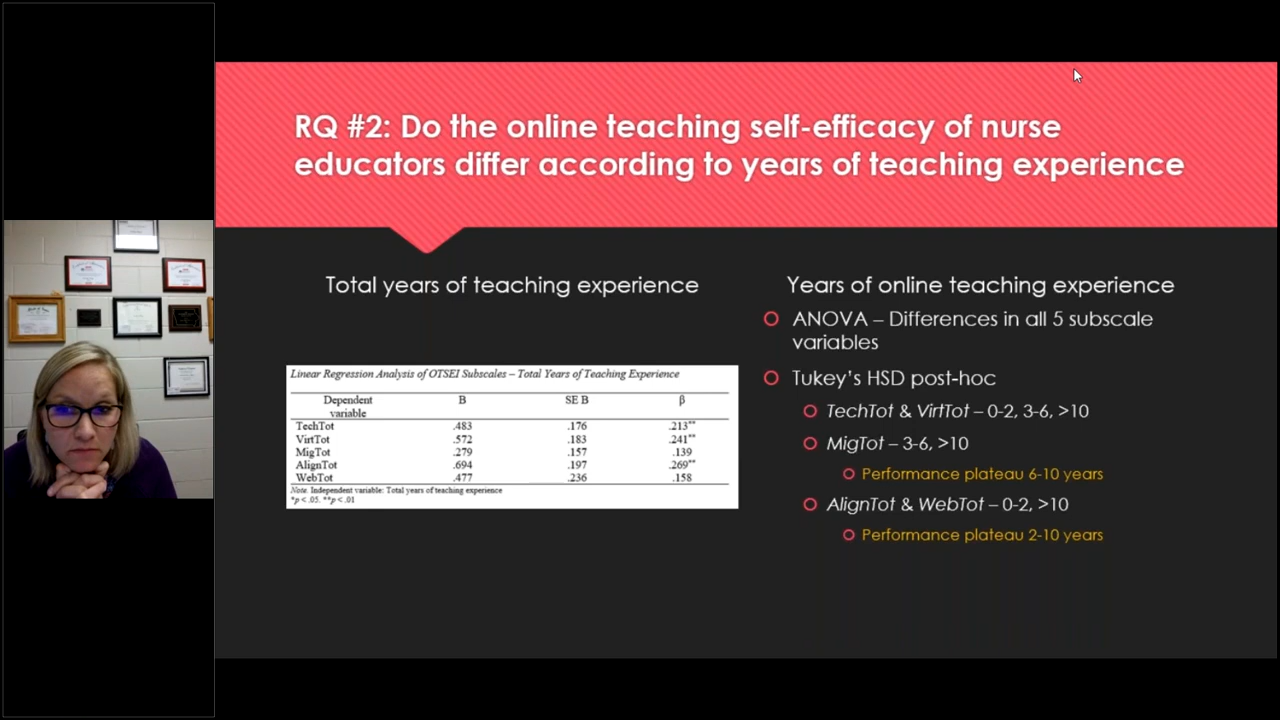 RQ #2: Do the online teaching self-efficacy of nurse
educators differ according to years of teaching experience
Total years of teaching experience
Linear Regression Analysis of OTSEI Subscales – Total Years of Teaching Experience
Dependent variable B SE B β
TechTot .483 .176 .213**
VirtTot .572 .183 .241**
MigTot .279 .157 .139
AlignTot .694 .197 .269**
WebTot .477 .236 .158
Note. Independent variable: Total years of teaching experience
*p < .05. **p < .01
Years of online teaching experience
ANOVA – Differences in all 5 subscale
variables
Tukey's HSD post-hoc
TechTot & VirtTot – 0-2, 3-6, >10
MigTot – 3-6, >10
Performance plateau 6-10 years
AlignTot & WebTot – 0-2, >10
Performance plateau 2-10 years